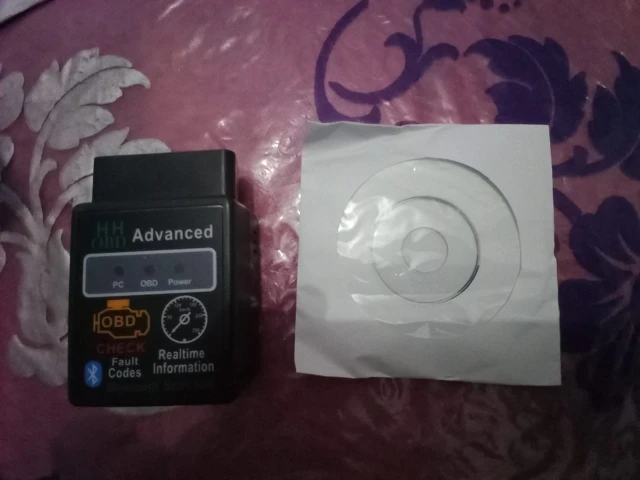 HH
OBD Advanced
PC OBD Power
OBD
CHECK
Fault
Codes
Realtime
Information